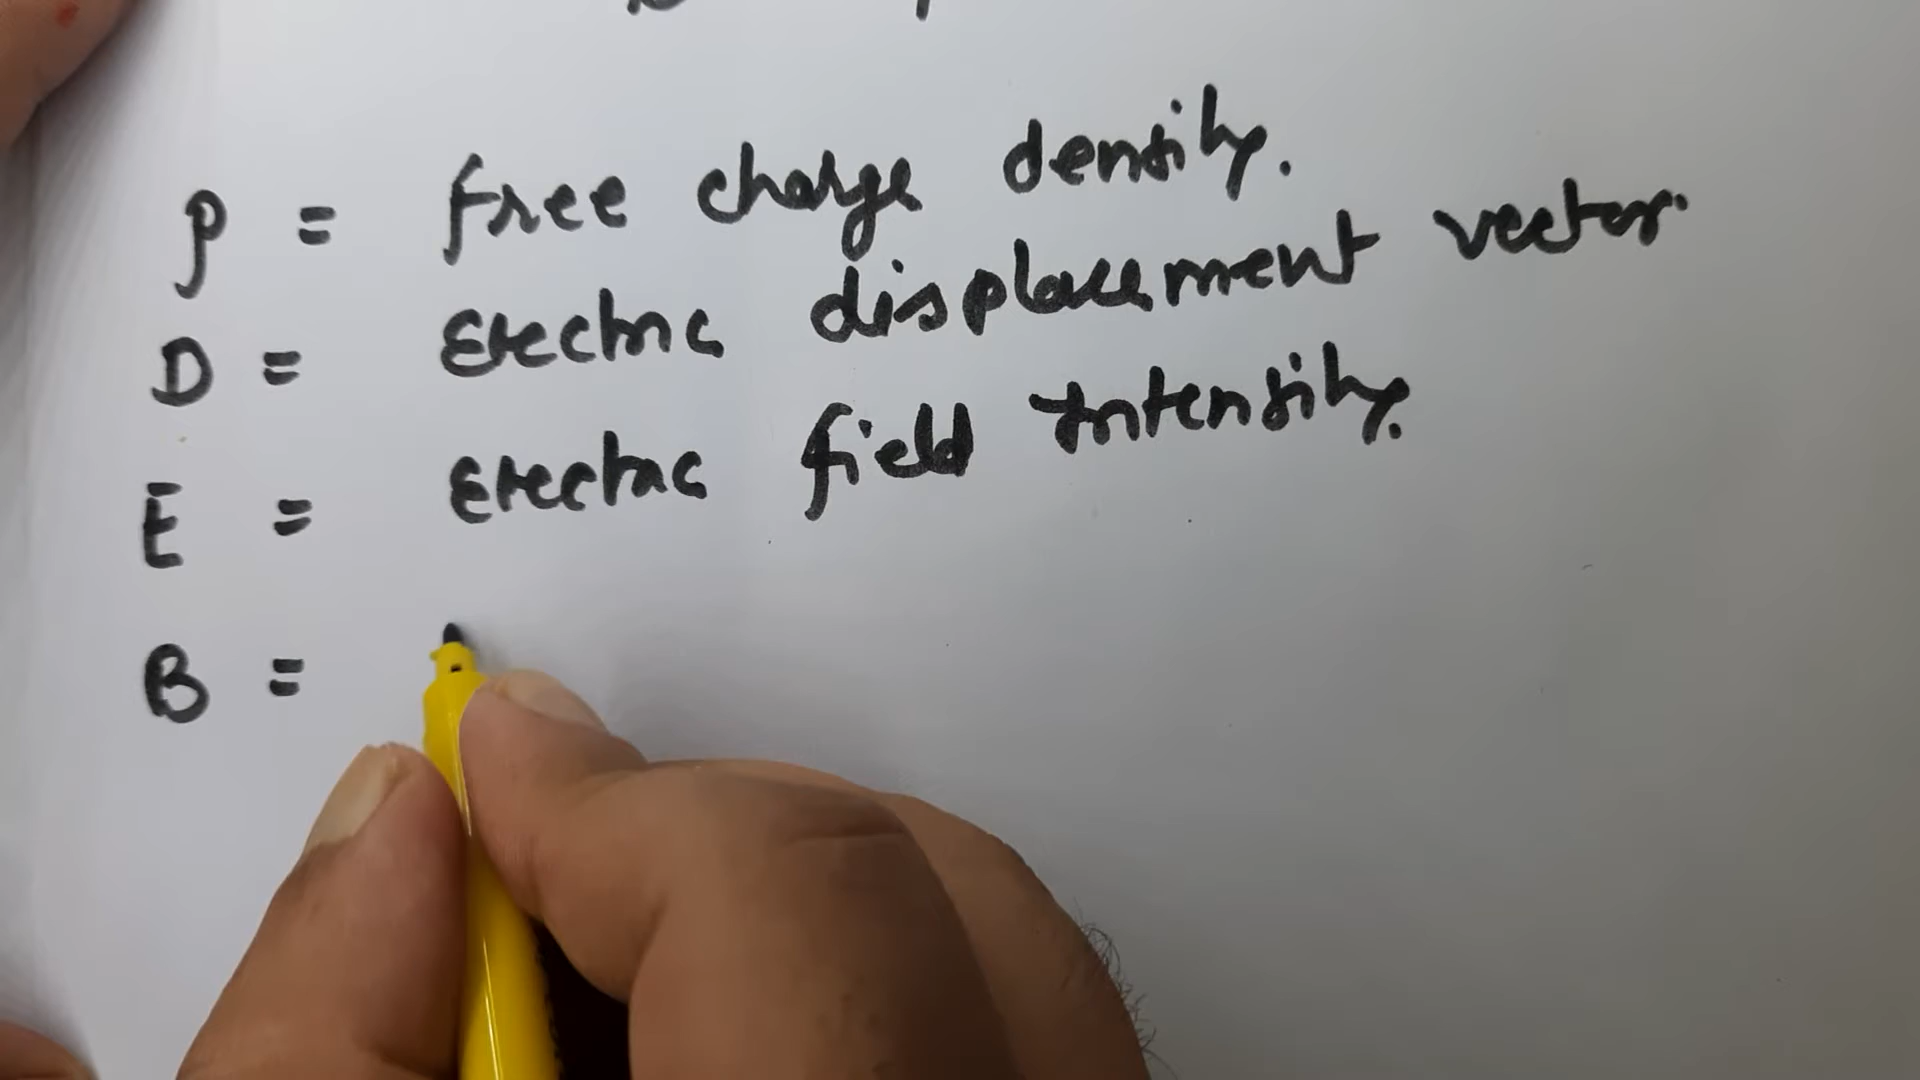 ρ = free charge density.
D = Electric displacement vector.
E = Electric field Intensity.
B =